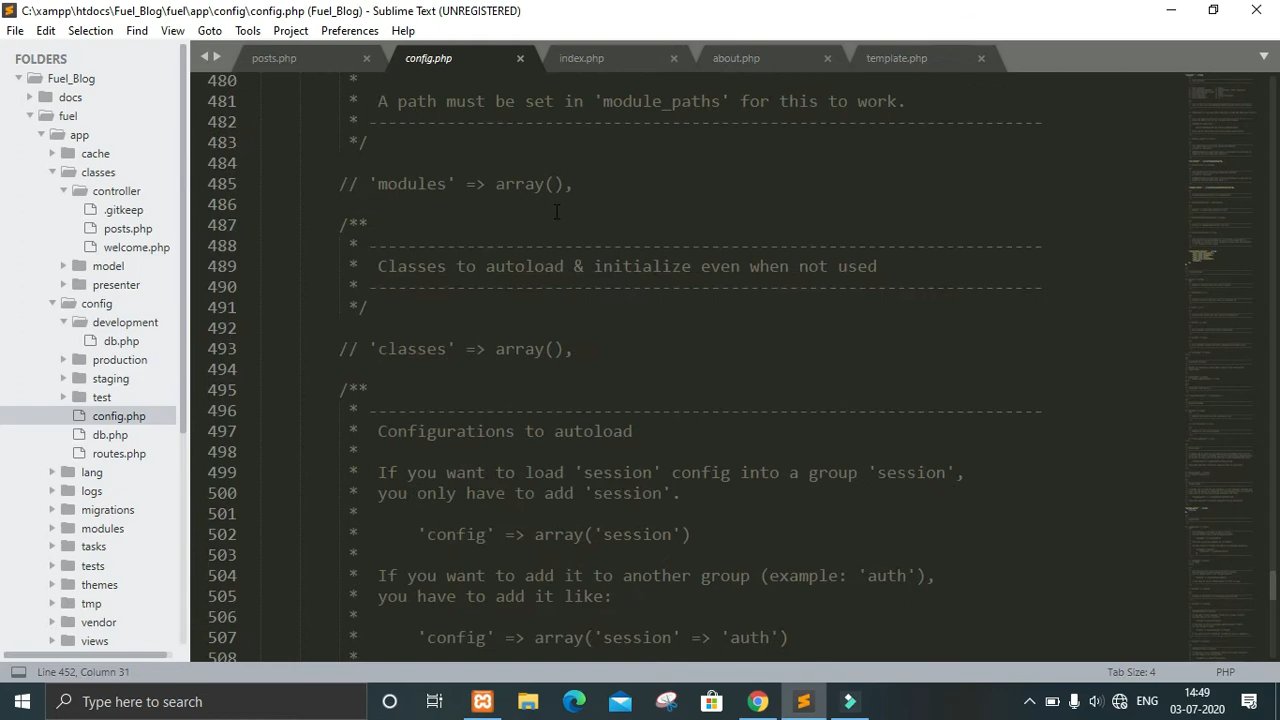 C:\xampp\htdocs\Fuel_Blog\fuel\app\config\config.php (Fuel_Blog) - Sublime Text (UNREGISTERED)
File Edit Selection Find View Goto Tools Project Preferences Help
FOLDERS
Fuel_Blog
docs
fuel
app
cache
classes
controller
.gitkeep
posts.php
welcome.php
model
presenter
config
development
db.php
production
staging
test
config.php
db.php
routes.php
lang
logs
migrations
modules
tasks
tests
themes
tmp
vendor
views
posts.php config.php index.php about.php template.php
480 *
481 * A path must be set in 'module_paths' for this to work.
482 * ---------------------------------------------------------------------
483 */
484
485 // 'modules' => array(),
486
487 /**
488 * ---------------------------------------------------------------------
489 * Classes to autoload & initialize even when not used
490 * ---------------------------------------------------------------------
491 */
492
493 // 'classes' => array(),
494
495 /**
496 * ---------------------------------------------------------------------
497 * Configurations to autoload
498 *
499 * If you want to load 'session' config into a group 'session',
500 * you only have to add 'session'.
501 *
502 * 'config' => array('session')
503 *
504 * If you want to add it to another group (example: 'auth'),
505 * you have to add it like:
506 *
507 * 'config' => array('session' => 'auth')
508 *
Line 452, Column 31 Tab Size: 4 PHP
Type here to search
ENG
14:49
03-07-2020